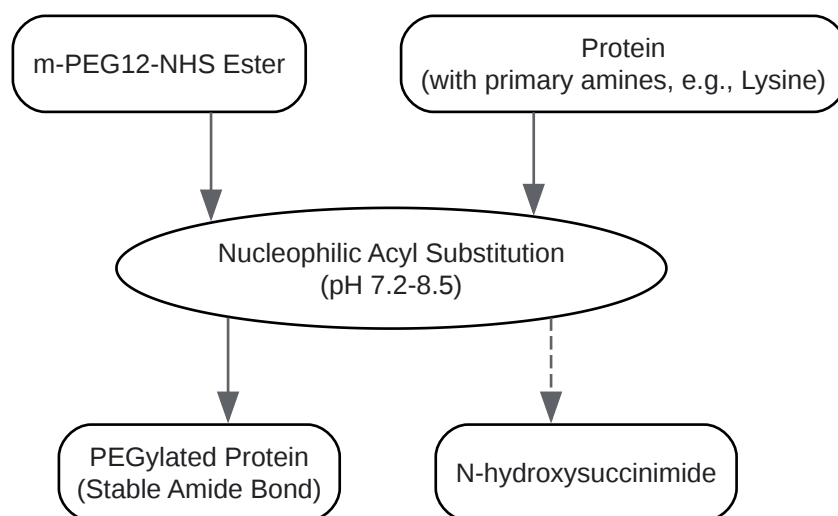 m-PEG12-NHS Ester
Protein
(with primary amines, e.g., Lysine)
Nucleophilic Acyl Substitution
(pH 7.2-8.5)
PEGylated Protein
(Stable Amide Bond)
N-hydroxysuccinimide